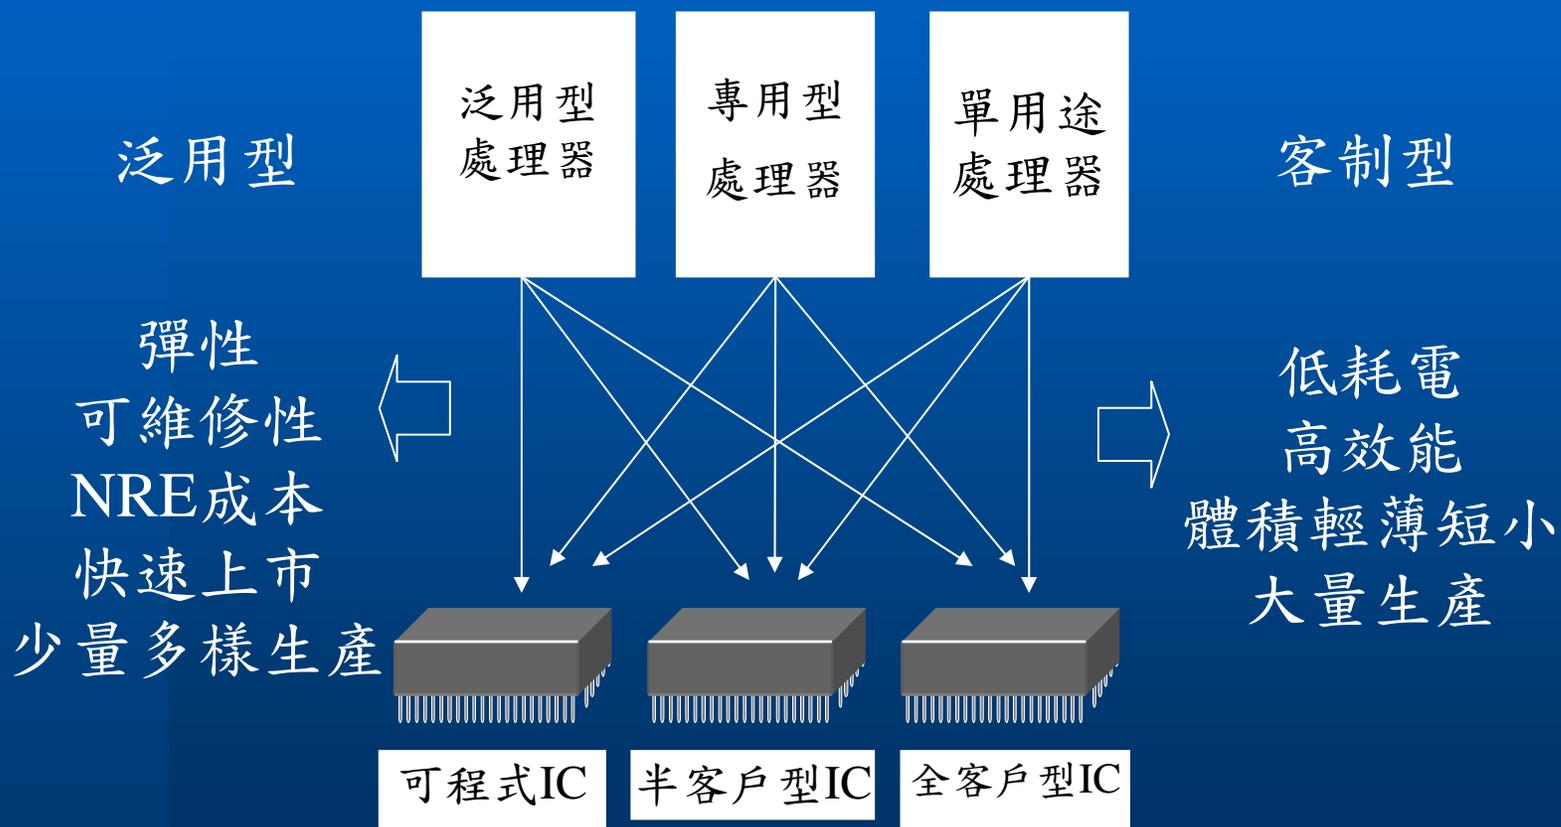 泛用型
處理器
專用型
處理器
單用途
處理器
泛用型
客制型
彈性
可維修性
NRE成本
快速上市
少量多樣生產
低耗電
高效能
體積輕薄短小
大量生產
可程式IC
半客戶型IC
全客戶型IC